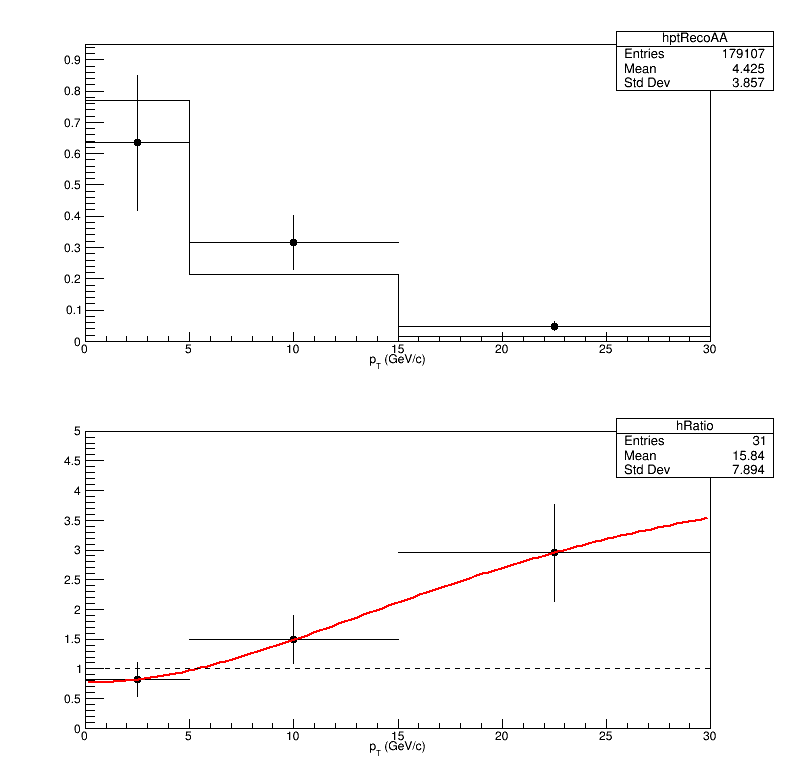 hptRecoAA
Entries 179107
Mean 4.425
Std Dev 3.857
0.9
0.8
0.7
0.6
0.5
0.4
0.3
0.2
0.1
0
0 5 10 15 20 25 30
pT (GeV/c)
hRatio
Entries 31
Mean 15.84
Std Dev 7.894
5
4.5
4
3.5
3
2.5
2
1.5
1
0.5
0
0 5 10 15 20 25 30
pT (GeV/c)